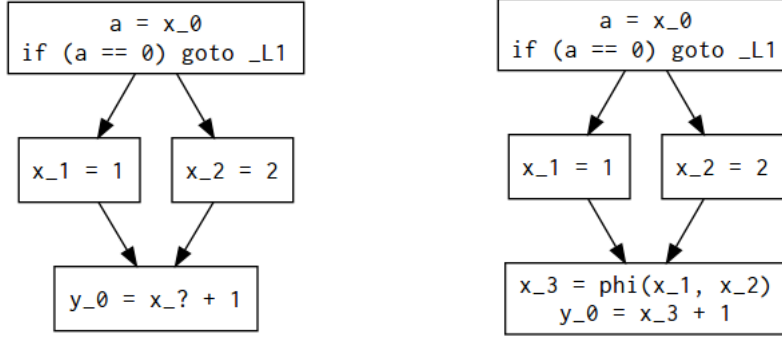 a = x_0
if (a == 0) goto _L1
x_1 = 1
x_2 = 2
y_0 = x_? + 1
a = x_0
if (a == 0) goto _L1
x_1 = 1
x_2 = 2
x_3 = phi(x_1, x_2)
y_0 = x_3 + 1